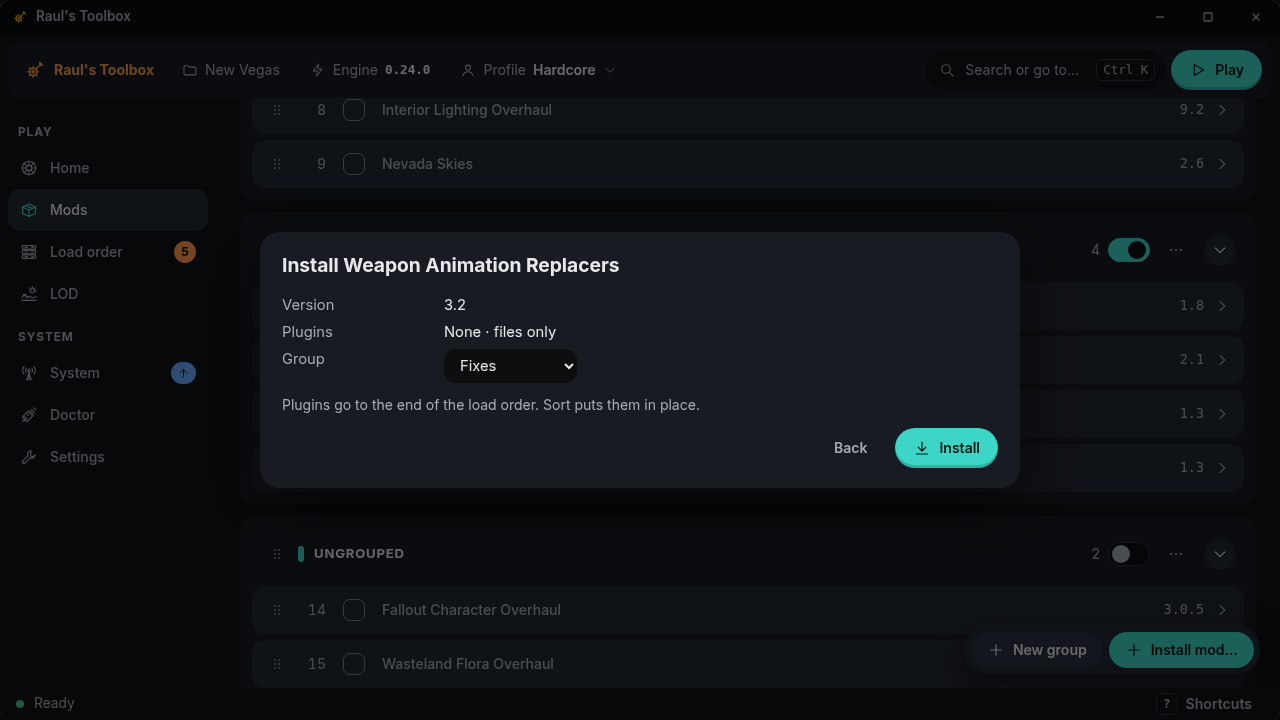 Raul's Toolbox
Raul's Toolbox
New Vegas
Engine 0.24.0
Profile Hardcore
Search or go to...
Ctrl K
Play
PLAY
Home
Mods
Load order
5
LOD
SYSTEM
System
Doctor
Settings
8 Interior Lighting Overhaul 9.2
9 Nevada Skies 2.6
4
1.8
2.1
1.3
1.3
Install Weapon Animation Replacers
Version 3.2
Plugins None · files only
Group Fixes
Plugins go to the end of the load order. Sort puts them in place.
Back
Install
UNGROUPED 2
14 Fallout Character Overhaul 3.0.5
15 Wasteland Flora Overhaul
New group
Install mod...
Ready
? Shortcuts